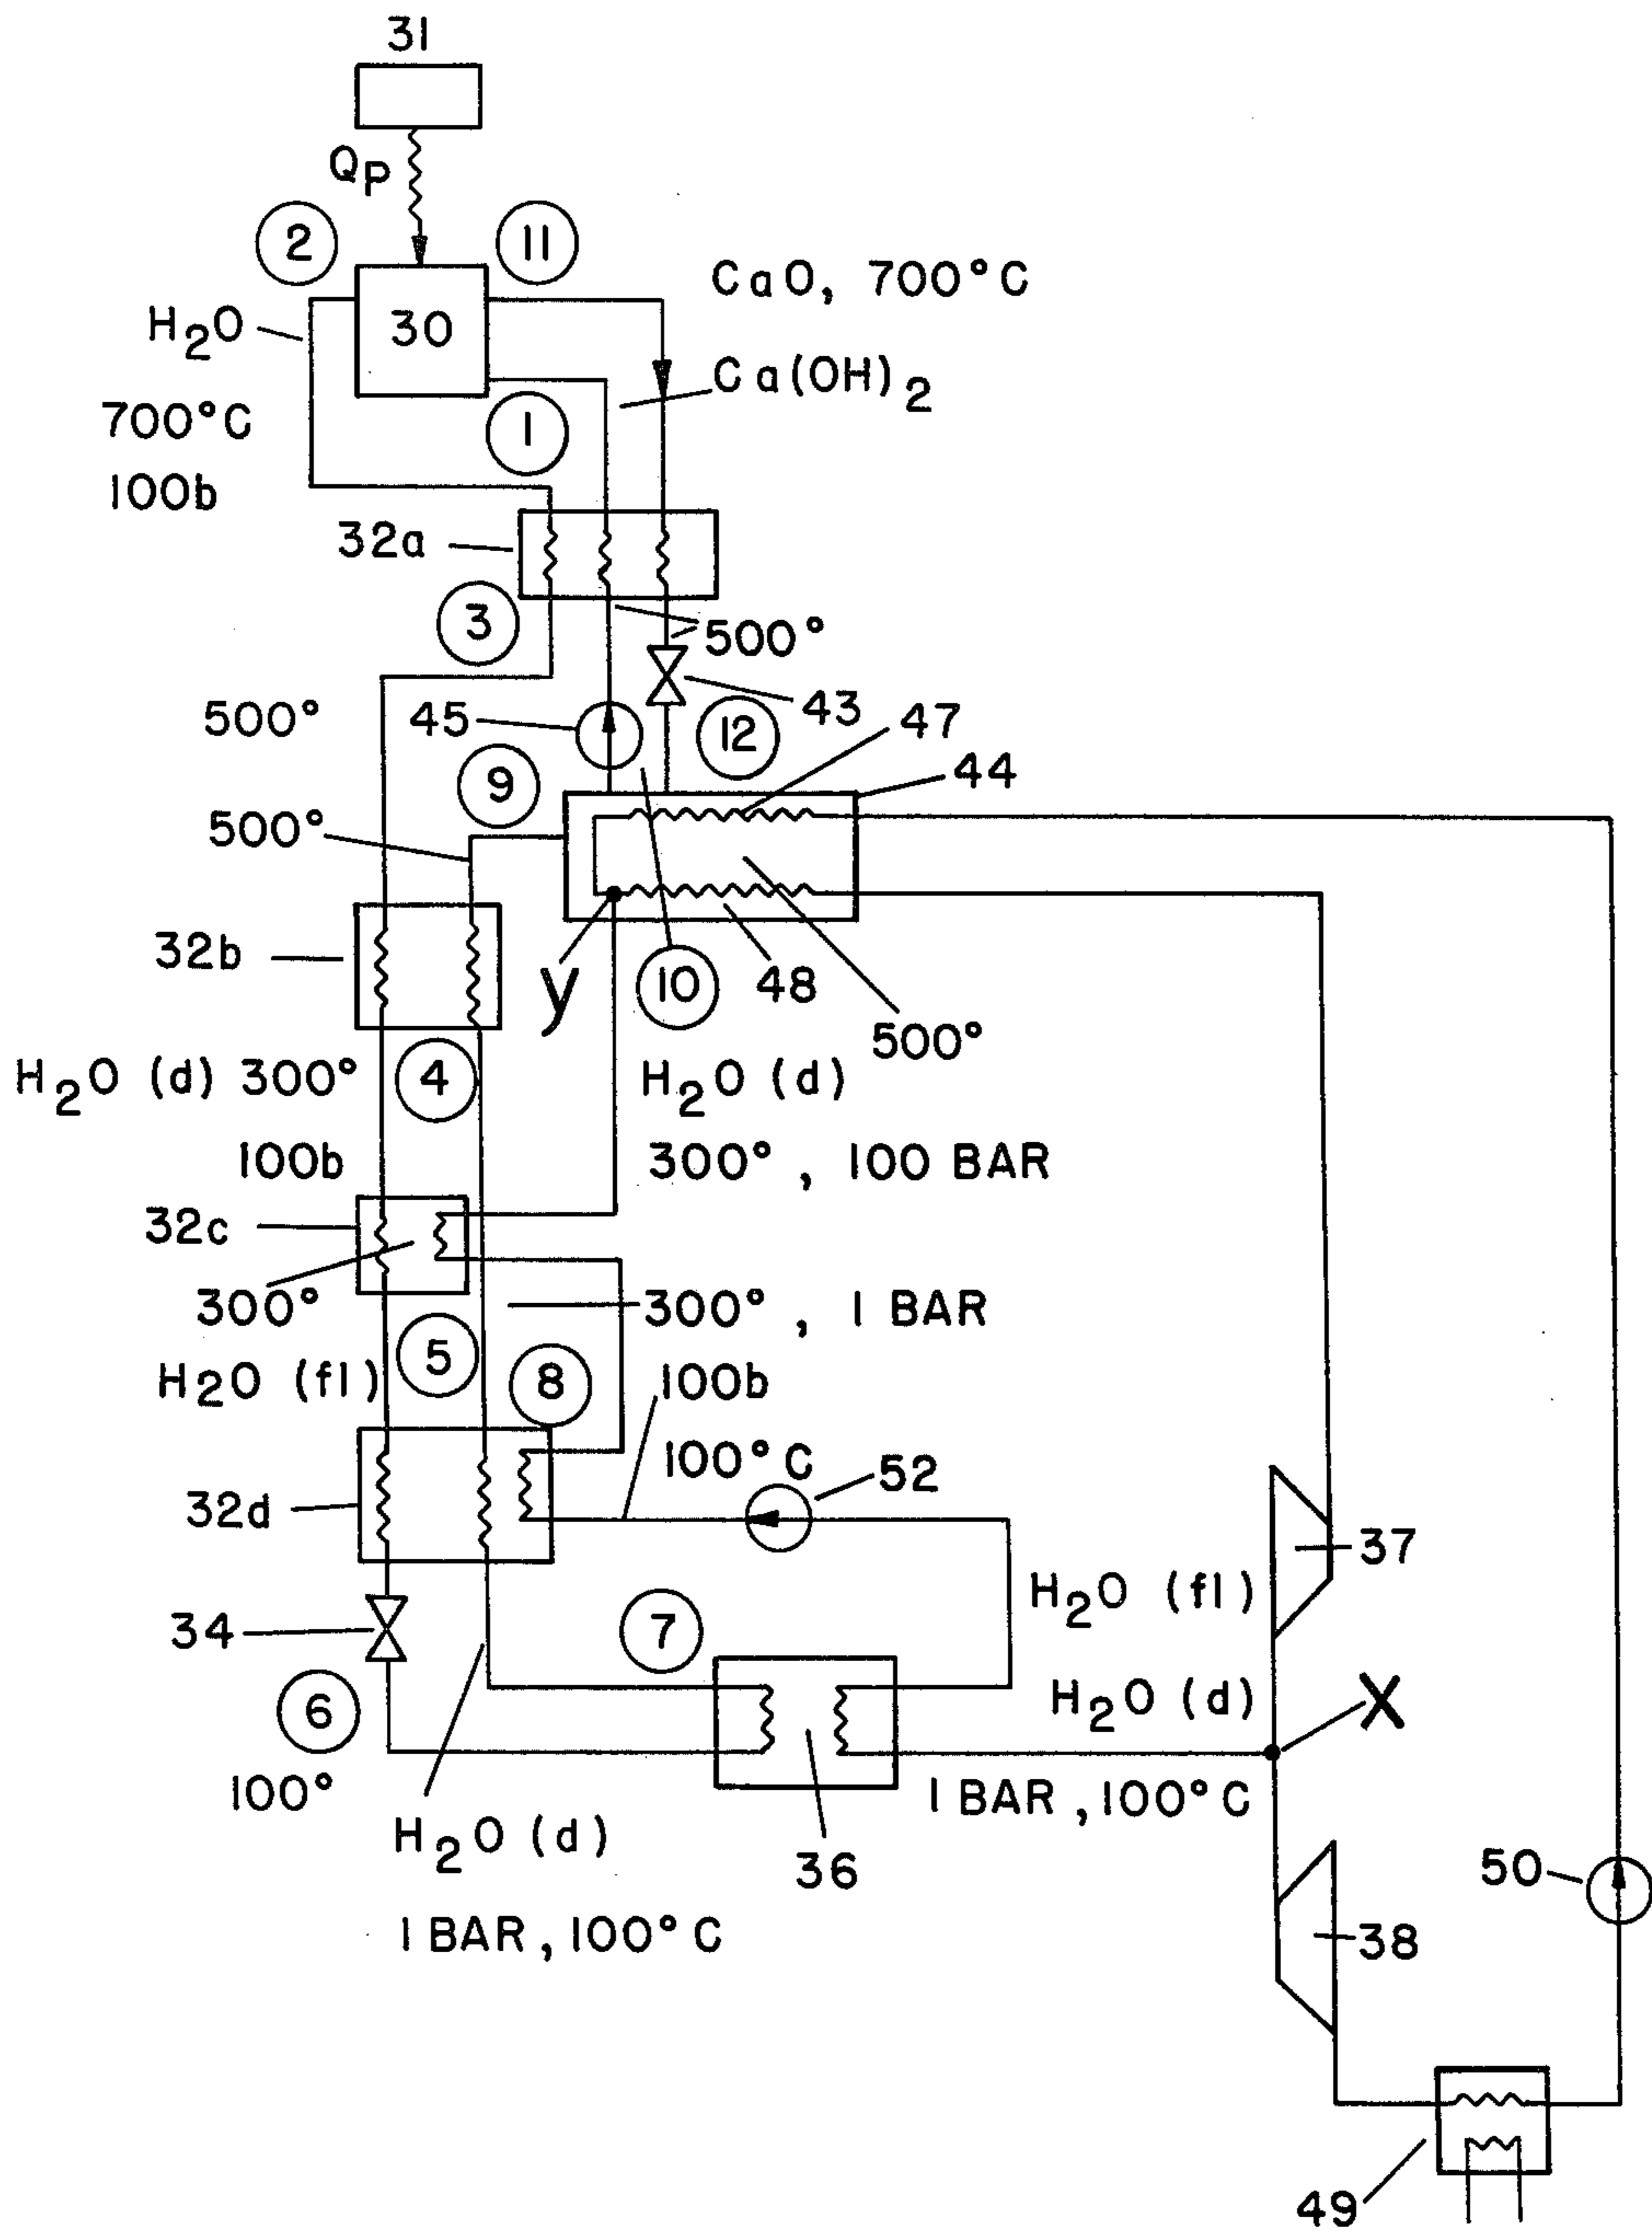 31
Qp
2
11
CaO, 700°C
H2O
30
Ca(OH)2
700°C
1
100b
32a
3
500°
500°
45
43
47
12
9
44
500°
32b
y
10
48
500°
H2O (d) 300°
4
H2O (d)
100b
300°, 100 BAR
32c
300°
300°, 1 BAR
5
H2O (fl)
8
100b
100°C
52
32d
37
H2O (fl)
34
7
H2O (d)
X
6
100°
1 BAR, 100°C
H2O (d)
36
50
1 BAR, 100°C
38
49